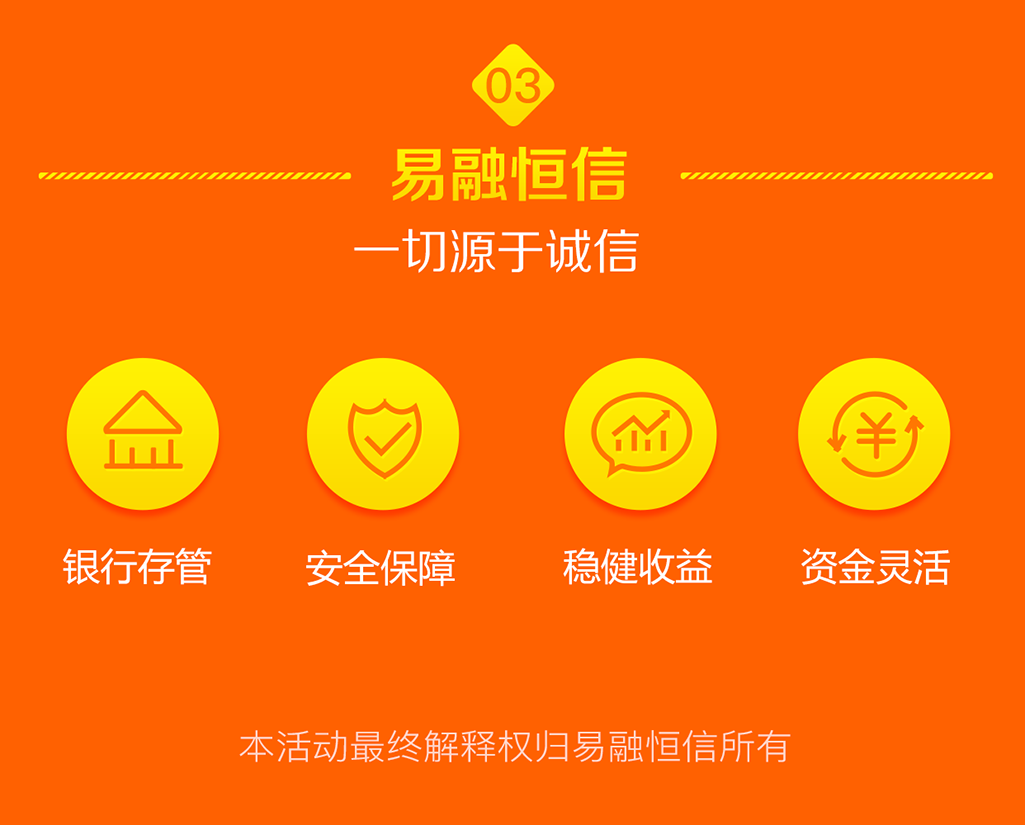 03
易融恒信
一切源于诚信
银行存管 安全保障 稳健收益 资金灵活
本活动最终解释权归易融恒信所有